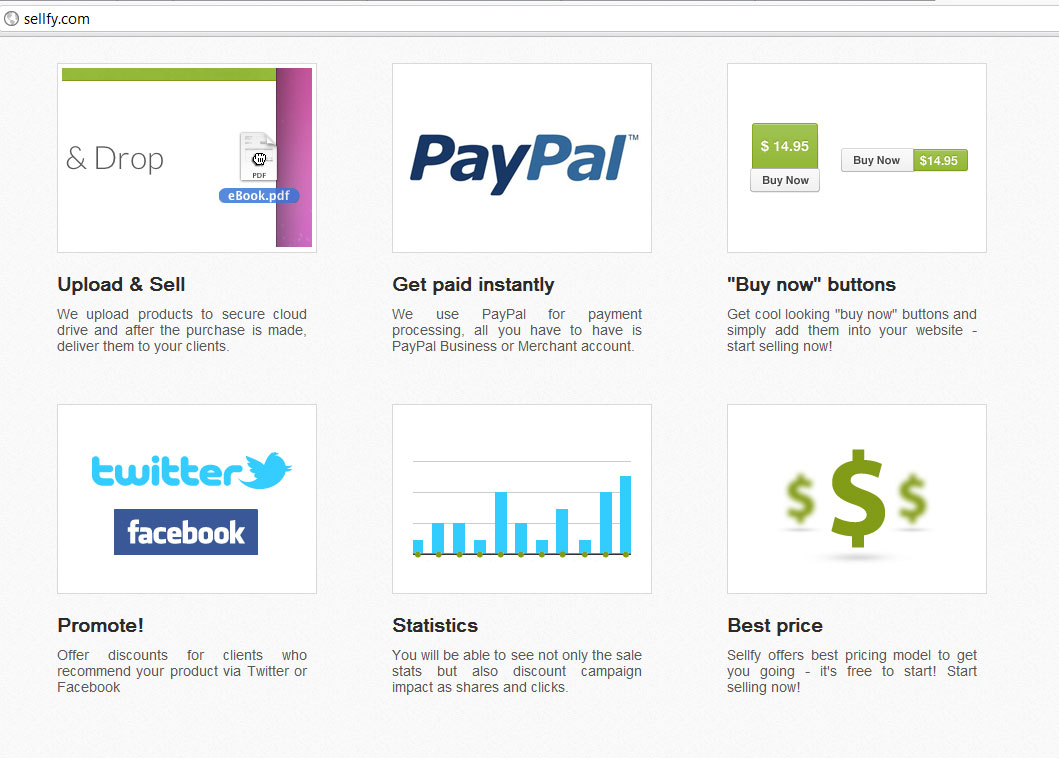 sellfy.com
& Drop
PDF
eBook.pdf
PayPal™
$ 14.95
Buy Now
Buy Now $14.95
Upload & Sell
We upload products to secure cloud
drive and after the purchase is made,
deliver them to your clients.
Get paid instantly
We use PayPal for payment
processing, all you have to have is
PayPal Business or Merchant account.
"Buy now" buttons
Get cool looking "buy now" buttons and
simply add them into your website -
start selling now!
twitter
facebook
$ $ $
Promote!
Offer discounts for clients who
recommend your product via Twitter or
Facebook
Statistics
You will be able to see not only the sale
stats but also discount campaign
impact as shares and clicks.
Best price
Sellfy offers best pricing model to get
you going - it's free to start! Start
selling now!